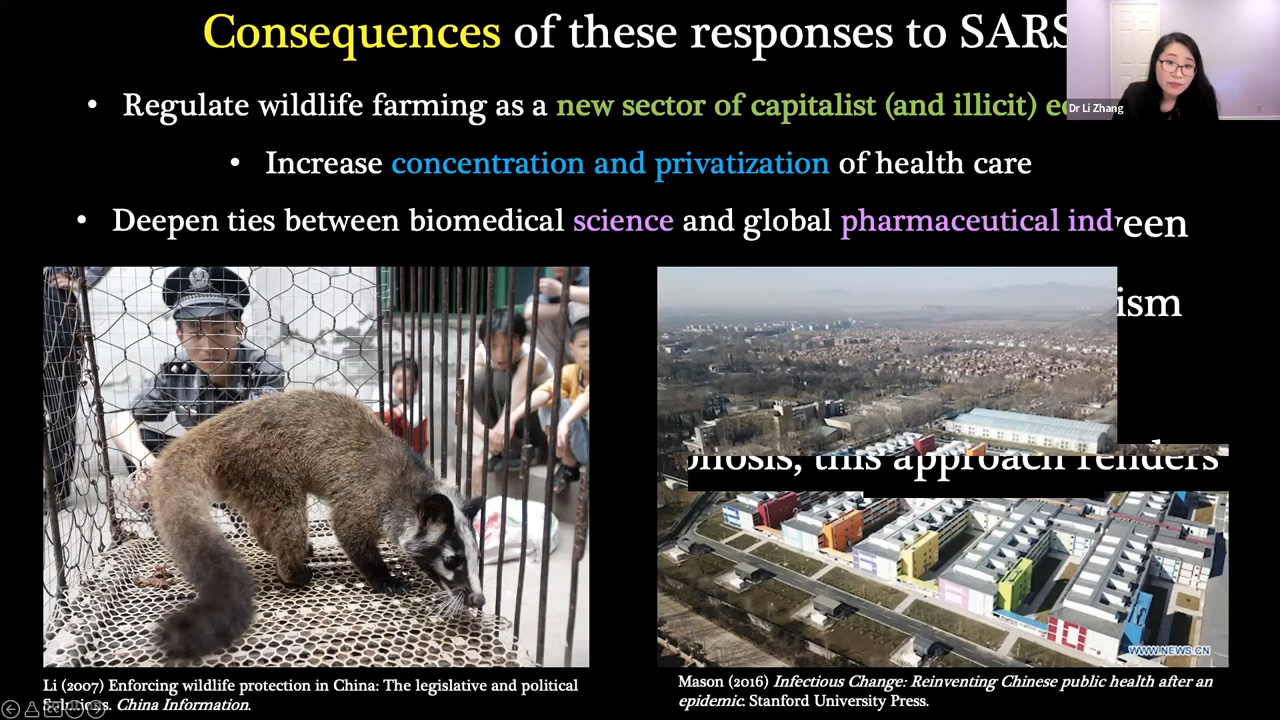 Consequences of these responses to SARS
Dr Li Zhang
• Regulate wildlife farming as a new sector of capitalist (and illicit)
• Increase concentration and privatization of health care
• Deepen ties between biomedical science and global pharmaceutical ind
ism
this approach renders
WWW.NEWS.CN
Li (2007) Enforcing wildlife protection in China: The legislative and political
China Information.
Mason (2016) Infectious Change: Reinventing Chinese public health after an
epidemic. Stanford University Press.